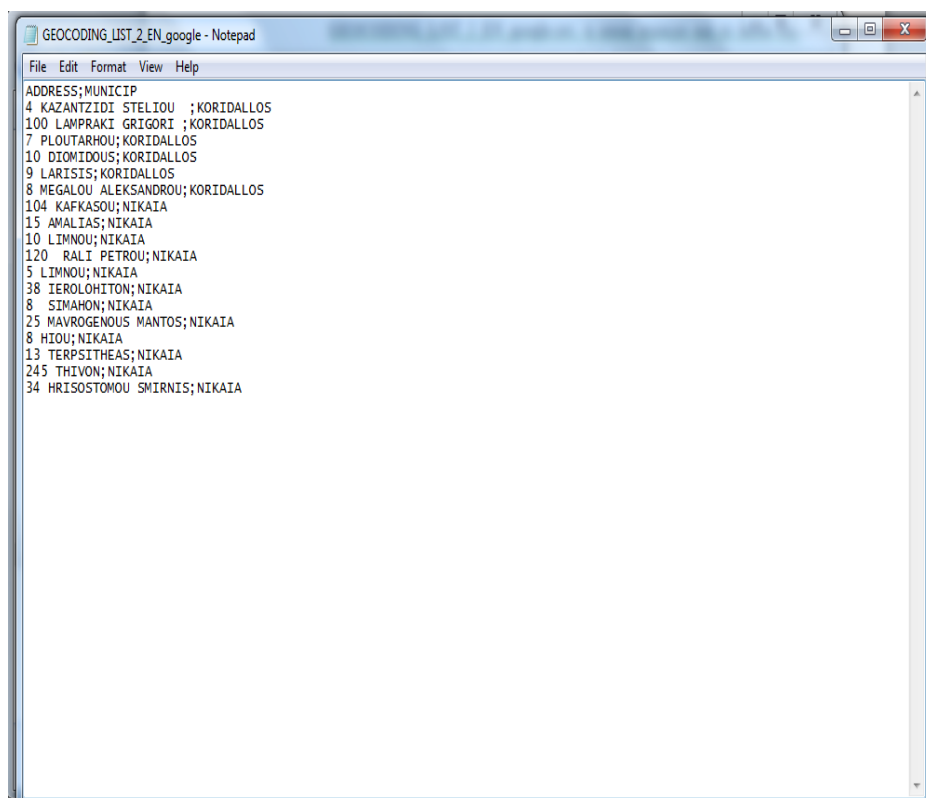 GEOCODING_LIST_2_EN_google - Notepad
File Edit Format View Help
ADDRESS;MUNICIP
4 KAZANTZIDI STELIOU  ;KORIDALLOS
100 LAMPRAKI GRIGORI ;KORIDALLOS
7 PLOUTARHOU;KORIDALLOS
10 DIOMIDOUS;KORIDALLOS
9 LARISIS;KORIDALLOS
8 MEGALOU ALEKSANDROU;KORIDALLOS
104 KAFKASOU;NIKAIA
15 AMALIAS;NIKAIA
10 LIMNOU;NIKAIA
120  RALI PETROU;NIKAIA
5 LIMNOU;NIKAIA
38 IEROLOHITON;NIKAIA
8  SIMAHON;NIKAIA
25 MAVROGENOUS MANTOS;NIKAIA
8 HIOU;NIKAIA
13 TERPSITHEAS;NIKAIA
245 THIVON;NIKAIA
34 HRISOSTOMOU SMIRNIS;NIKAIA